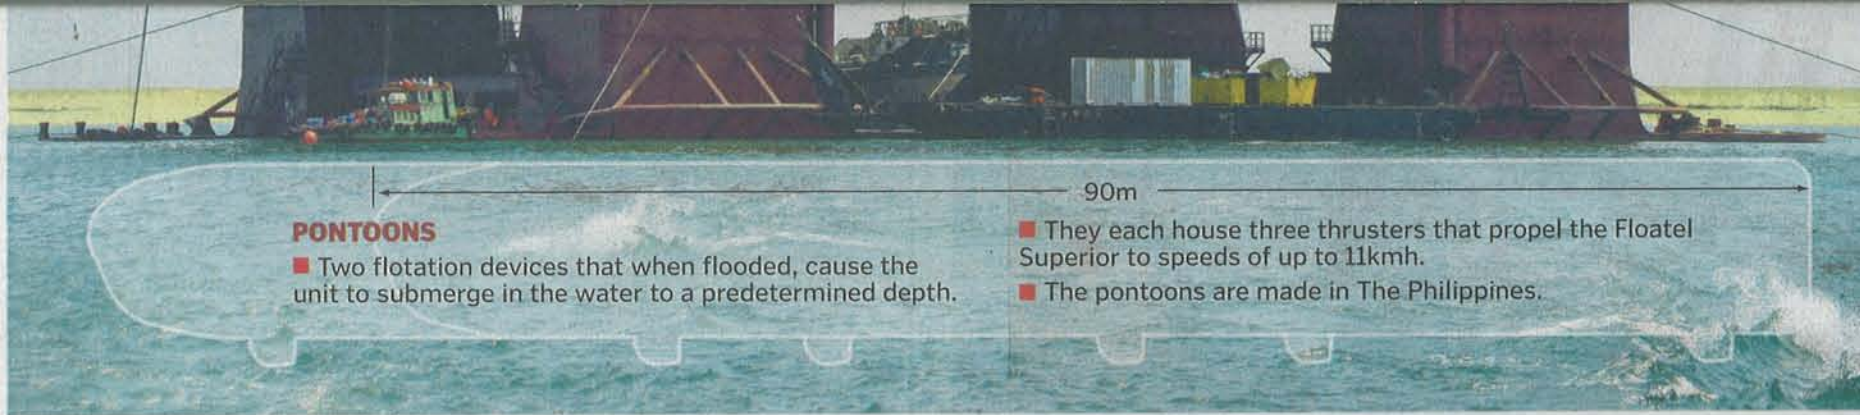 90m
PONTOONS
■ Two flotation devices that when flooded, cause the
unit to submerge in the water to a predetermined depth.
■ They each house three thrusters that propel the Floatel
Superior to speeds of up to 11kmh.
■ The pontoons are made in The Philippines.